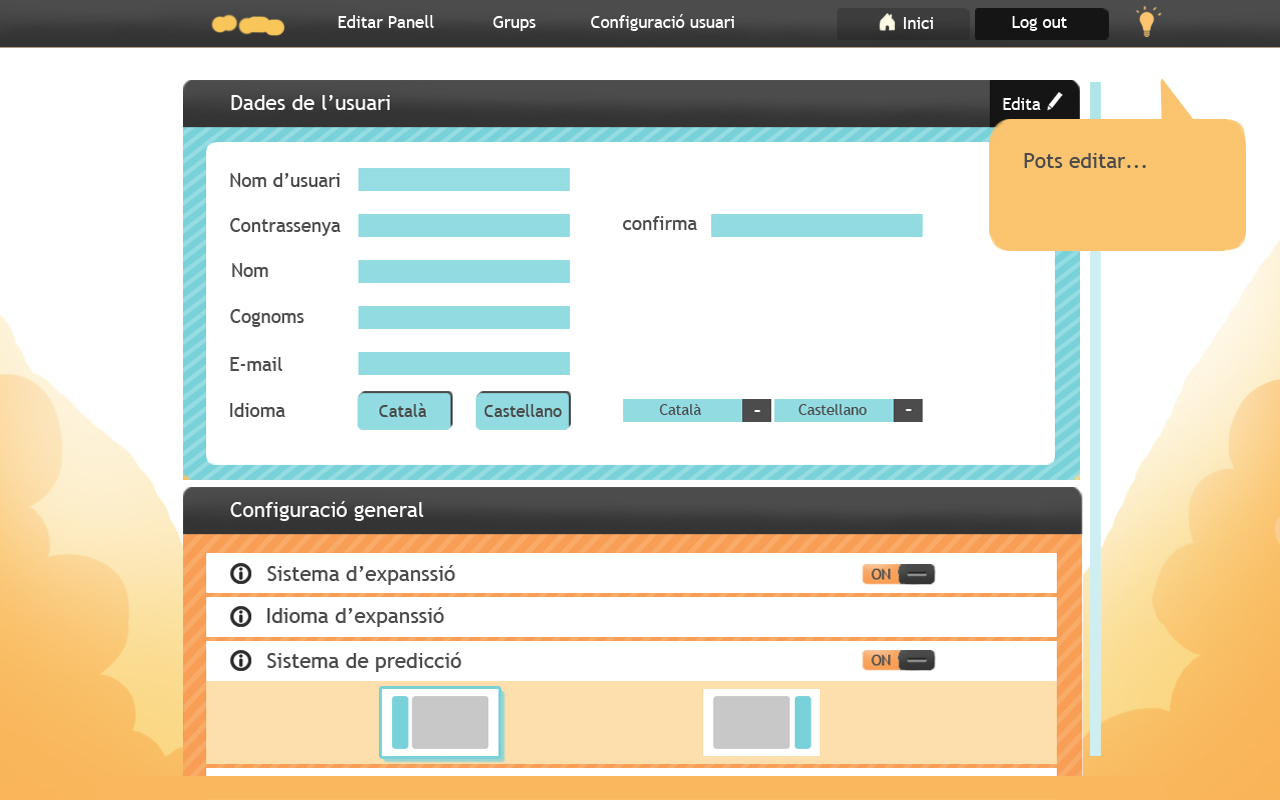 Editar Panell Grups Configuració usuari Inici Log out
Dades de l’usuari Edita
Pots editar...
Nom d’usuari
Contrassenya confirma
Nom
Cognoms
E-mail
Idioma Català Castellano Català - Castellano -
Configuració general
Sistema d’expanssió ON
Idioma d’expanssió
Sistema de predicció ON